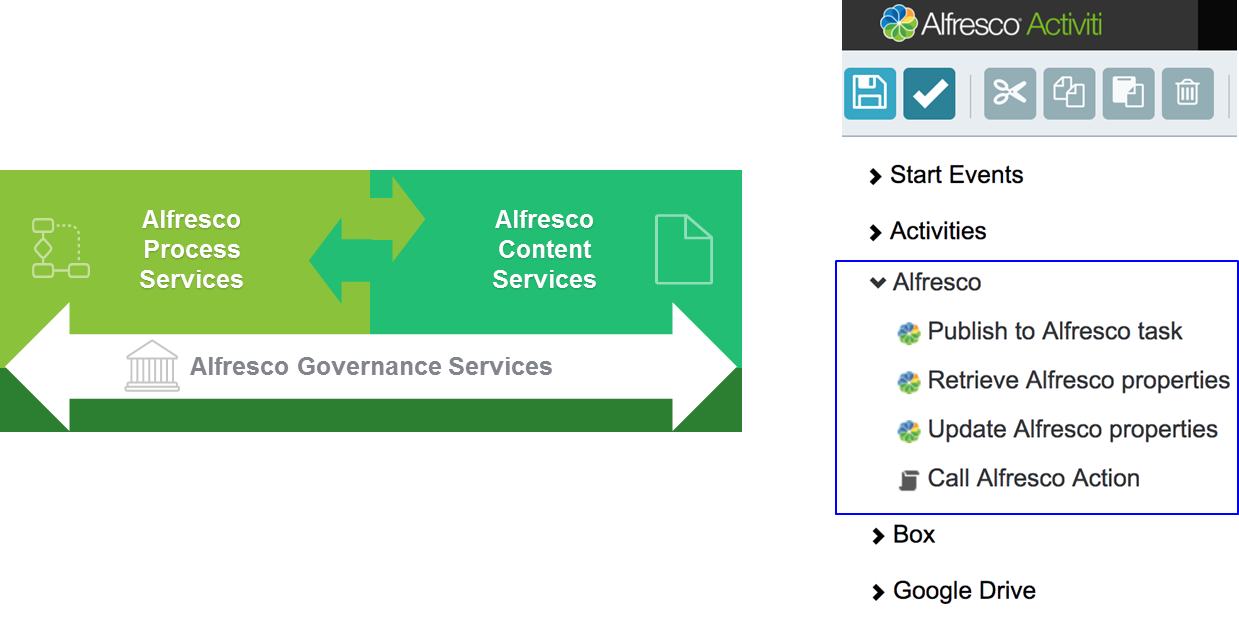 Alfresco
Process
Services
Alfresco
Content
Services
Alfresco Governance Services
Alfresco Activiti
Start Events
Activities
Alfresco
Publish to Alfresco task
Retrieve Alfresco properties
Update Alfresco properties
Call Alfresco Action
Box
Google Drive